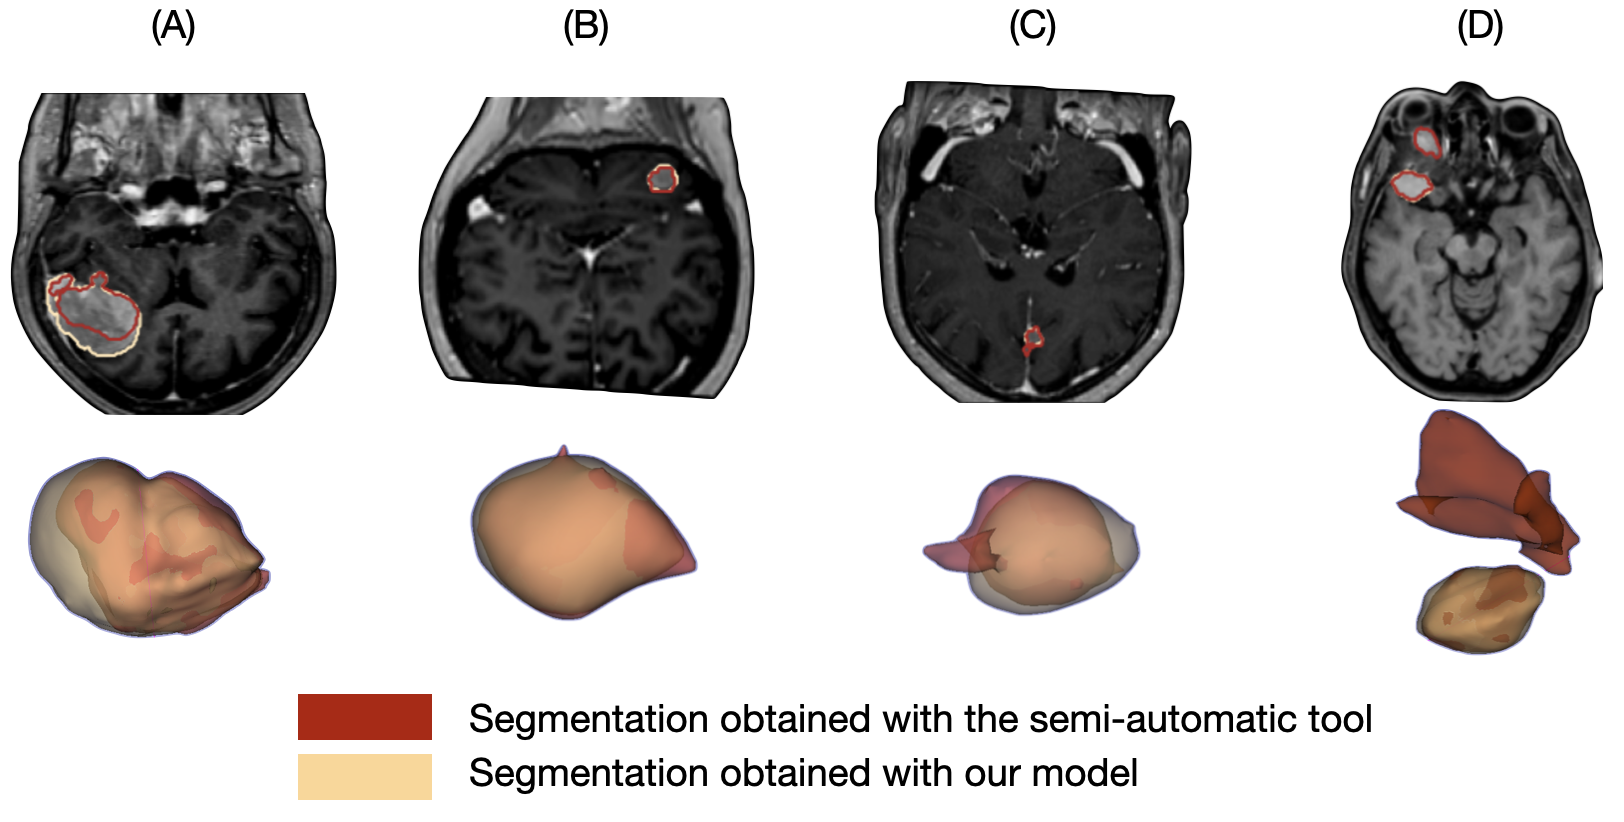 (A)
(B)
(C)
(D)
Segmentation obtained with the semi-automatic tool
Segmentation obtained with our model